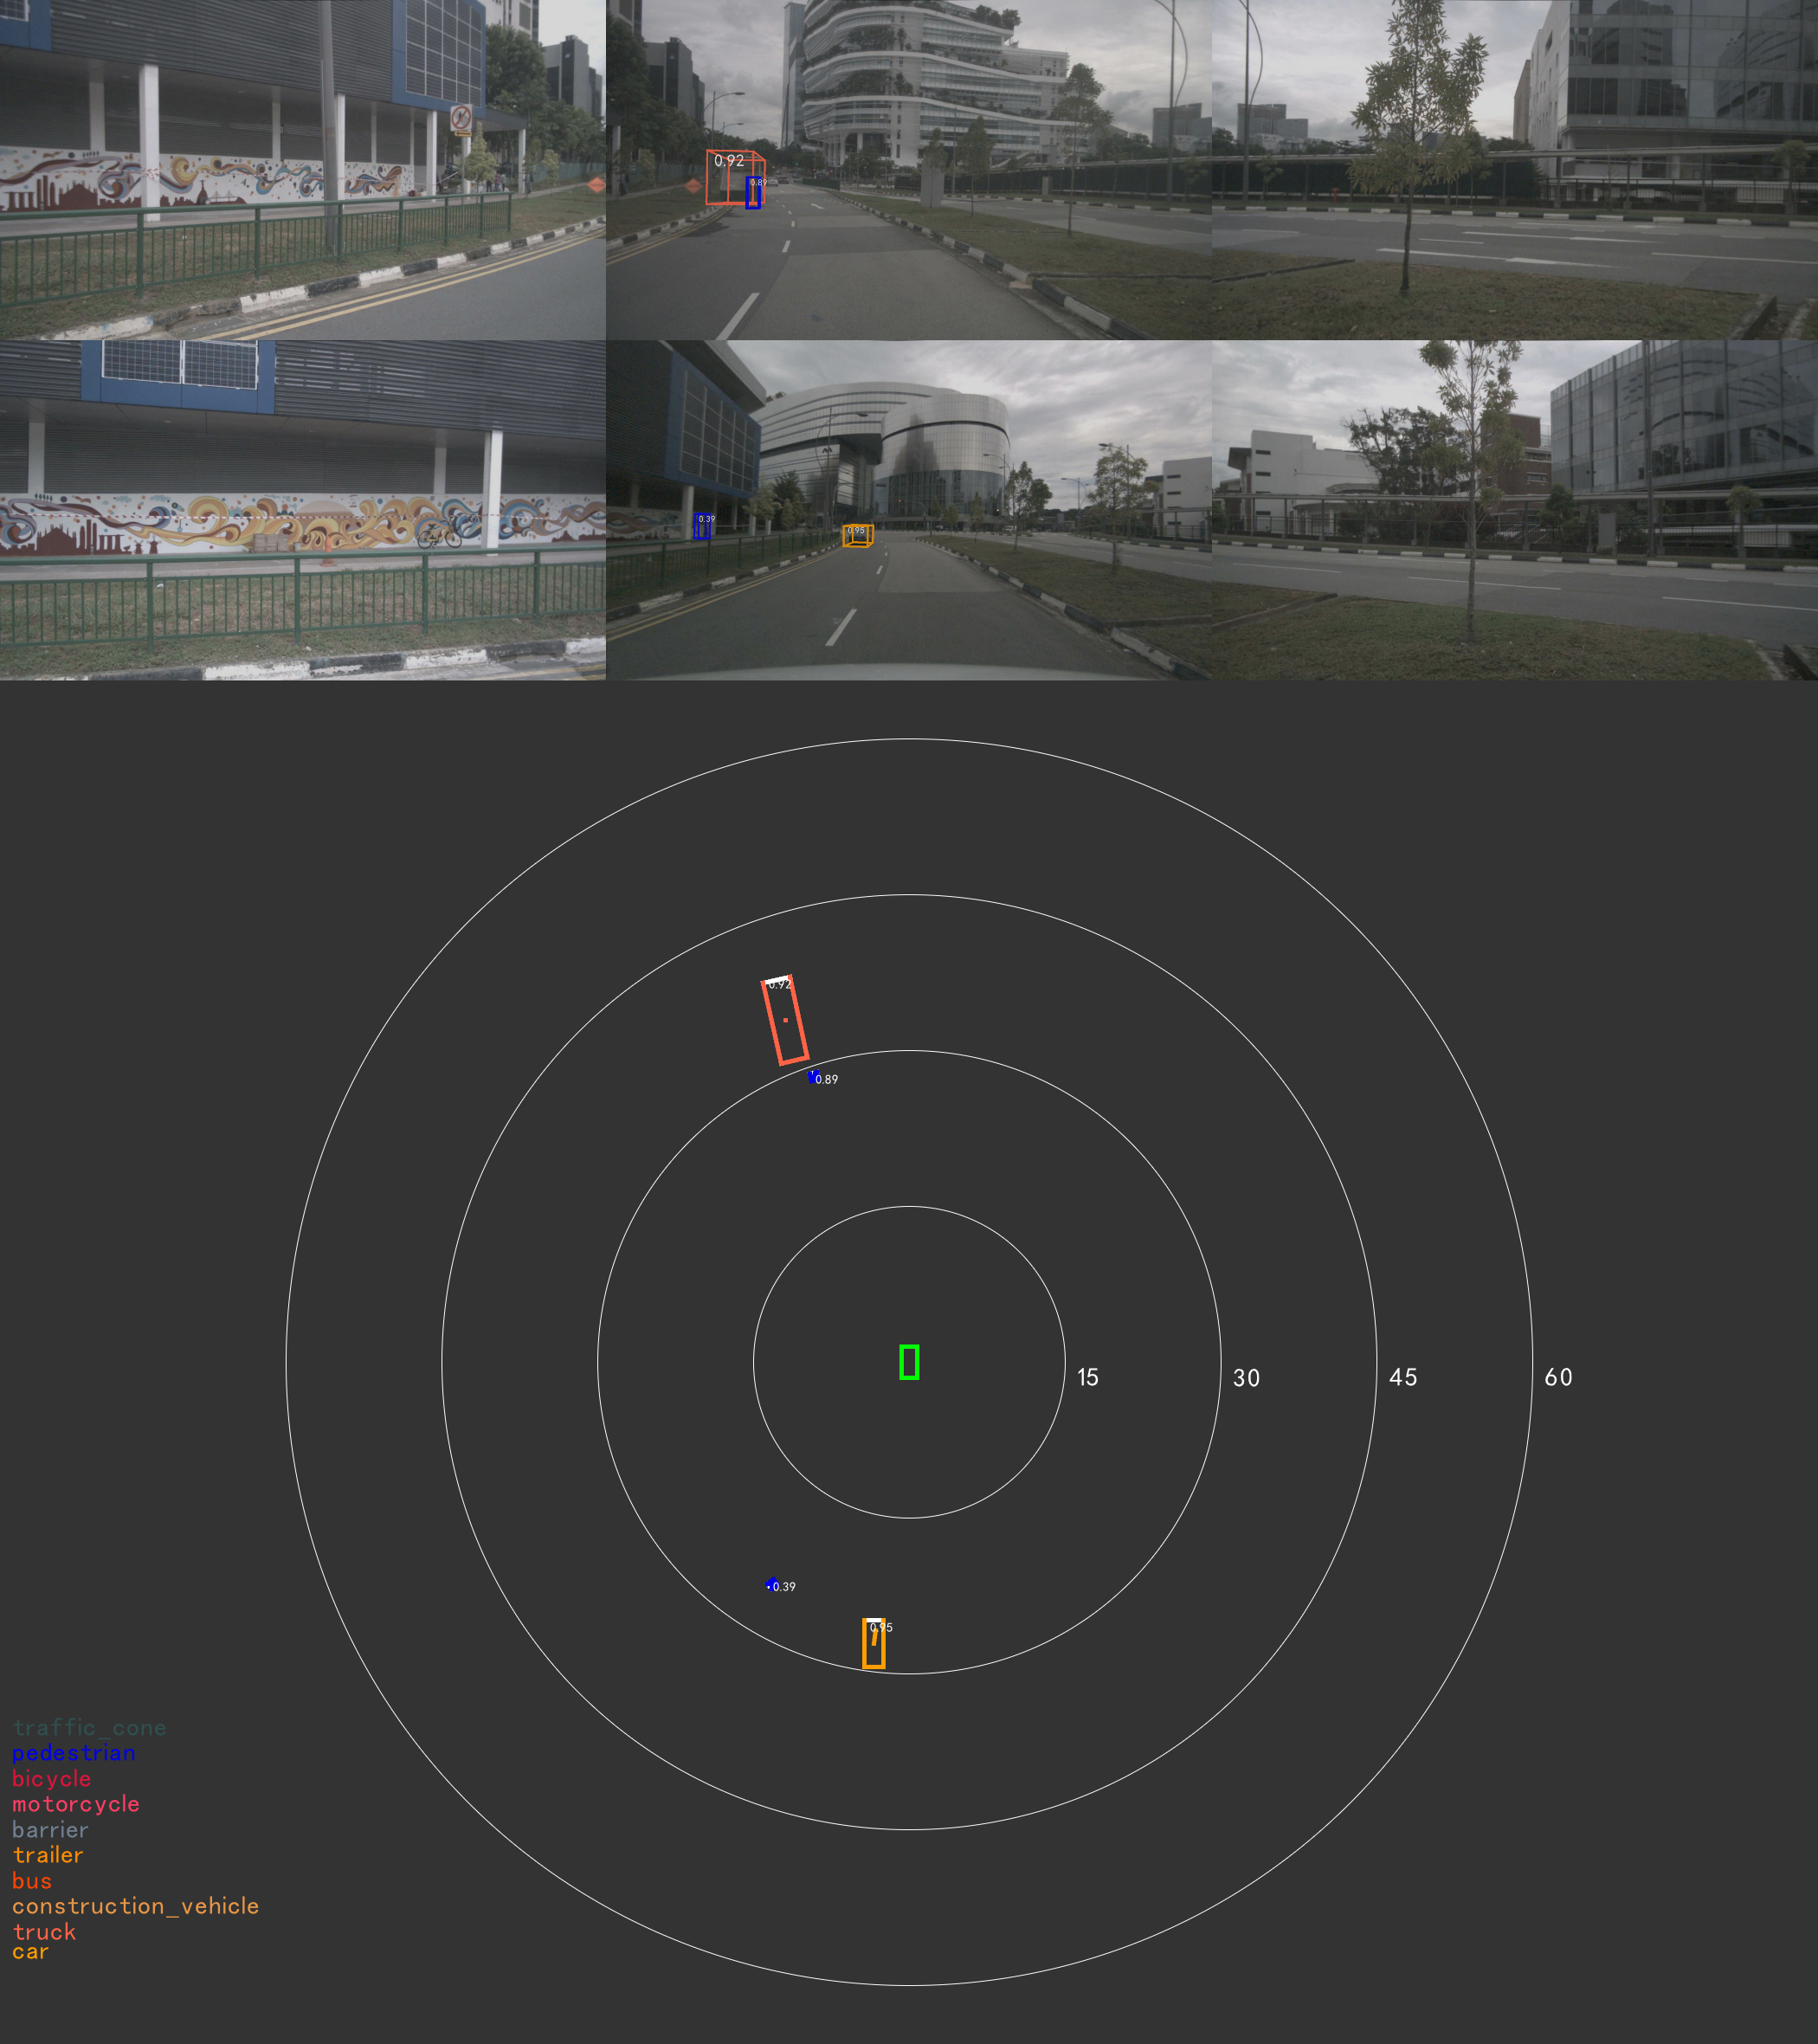 0.92
0.89
0.39
0.95
0.92
0.89
15
30
45
60
0.39
0.95
traffic_cone
pedestrian
bicycle
motorcycle
barrier
trailer
bus
construction_vehicle
truck
car